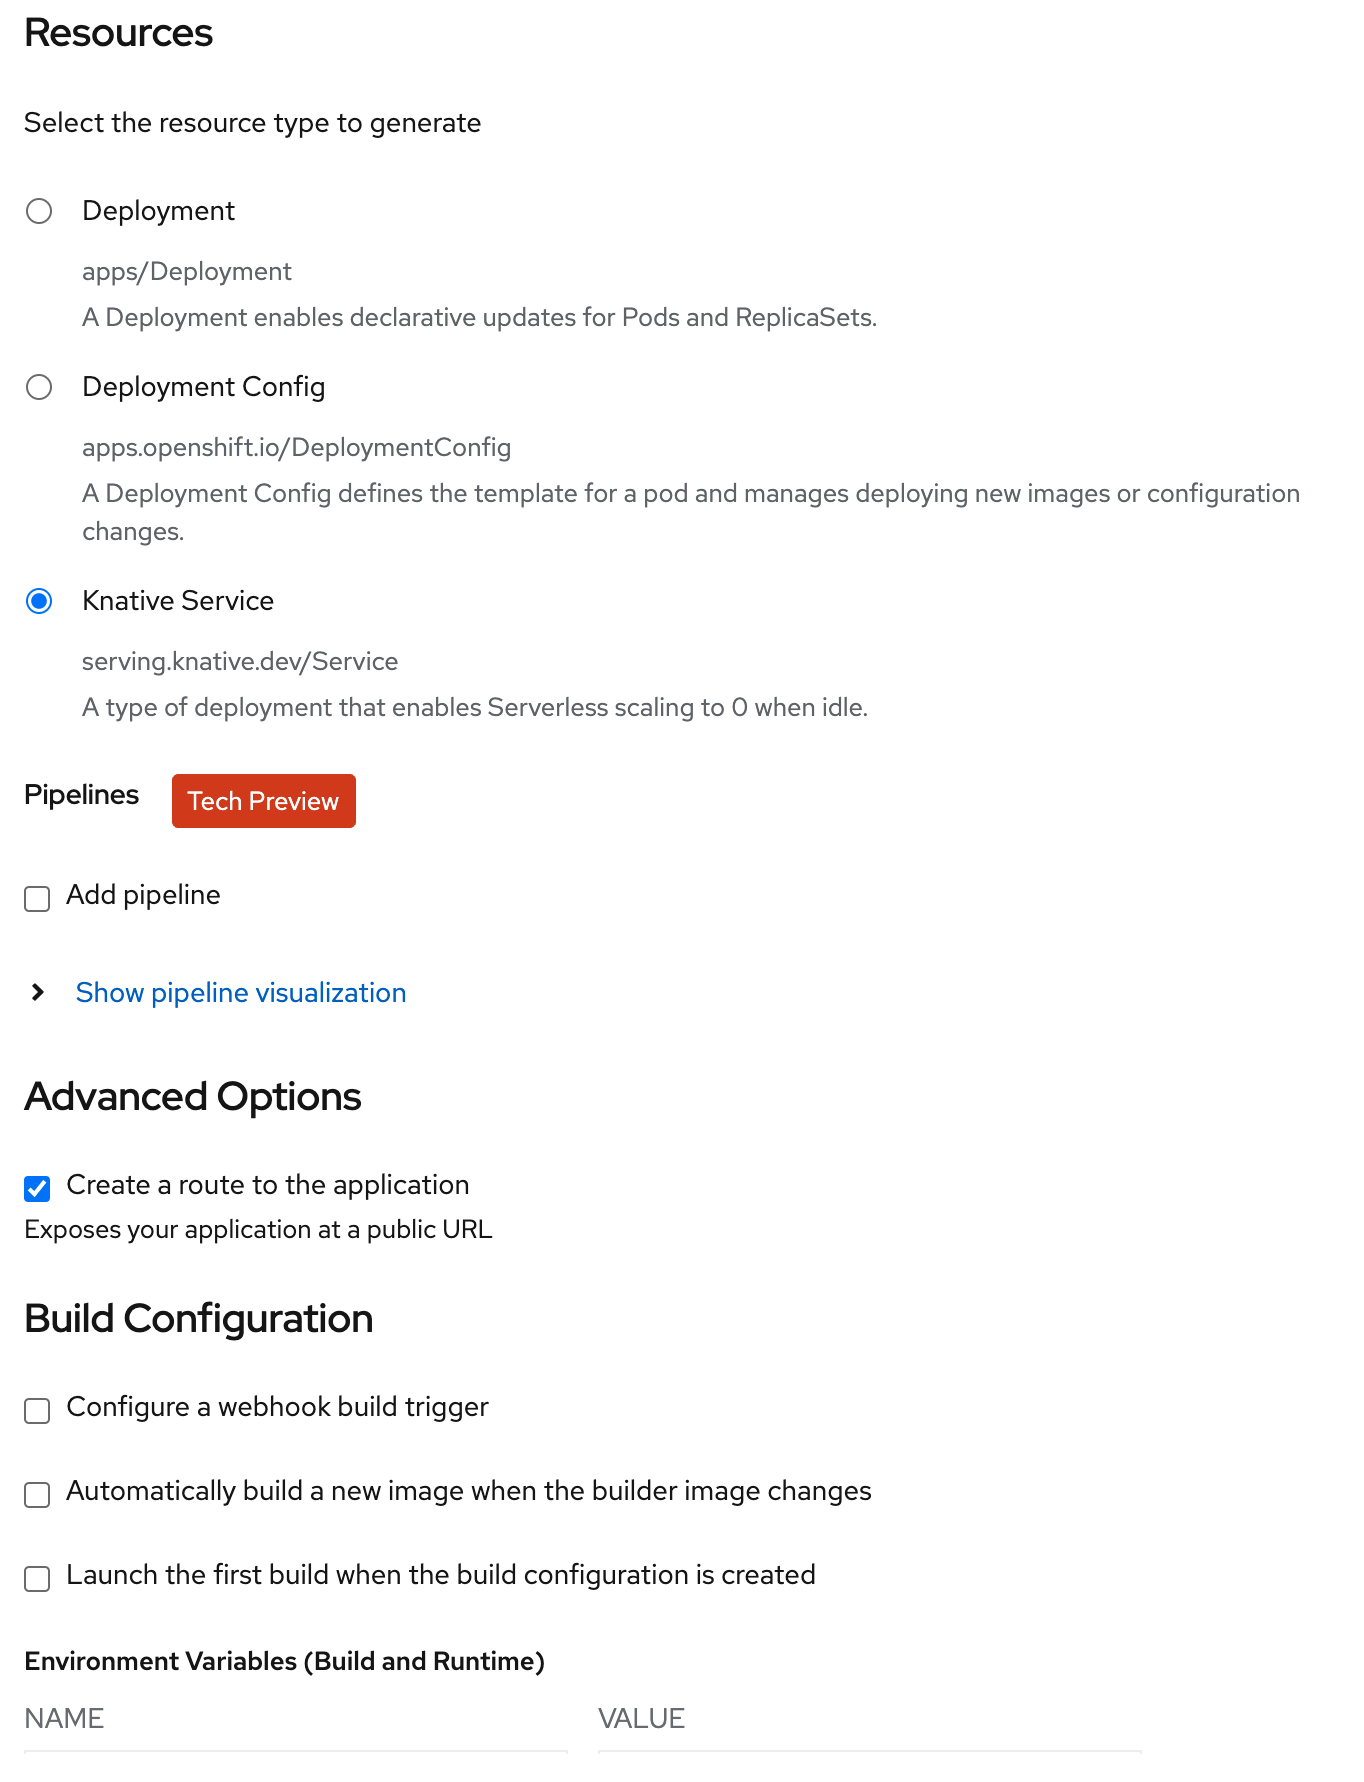 Resources
Select the resource type to generate
Deployment
apps/Deployment
A Deployment enables declarative updates for Pods and ReplicaSets.
Deployment Config
apps.openshift.io/DeploymentConfig
A Deployment Config defines the template for a pod and manages deploying new images or configuration
changes.
Knative Service
serving.knative.dev/Service
A type of deployment that enables Serverless scaling to 0 when idle.
Pipelines Tech Preview
Add pipeline
Show pipeline visualization
Advanced Options
Create a route to the application
Exposes your application at a public URL
Build Configuration
Configure a webhook build trigger
Automatically build a new image when the builder image changes
Launch the first build when the build configuration is created
Environment Variables (Build and Runtime)
NAME VALUE